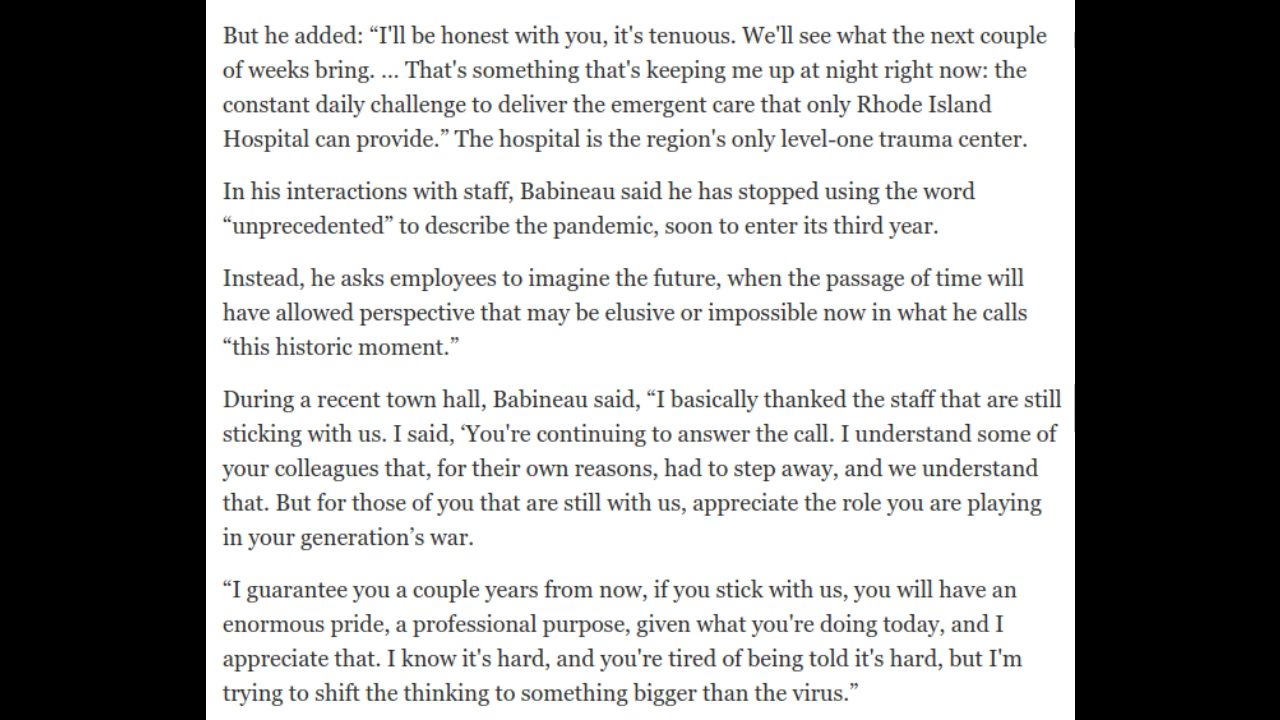 But he added: “I'll be honest with you, it's tenuous. We'll see what the next couple
of weeks bring. ... That's something that's keeping me up at night right now: the
constant daily challenge to deliver the emergent care that only Rhode Island
Hospital can provide.” The hospital is the region's only level-one trauma center.
In his interactions with staff, Babineau said he has stopped using the word
“unprecedented” to describe the pandemic, soon to enter its third year.
Instead, he asks employees to imagine the future, when the passage of time will
have allowed perspective that may be elusive or impossible now in what he calls
“this historic moment.”
During a recent town hall, Babineau said, “I basically thanked the staff that are still
sticking with us. I said, ‘You're continuing to answer the call. I understand some of
your colleagues that, for their own reasons, had to step away, and we understand
that. But for those of you that are still with us, appreciate the role you are playing
in your generation’s war.
“I guarantee you a couple years from now, if you stick with us, you will have an
enormous pride, a professional purpose, given what you're doing today, and I
appreciate that. I know it's hard, and you're tired of being told it's hard, but I'm
trying to shift the thinking to something bigger than the virus.”